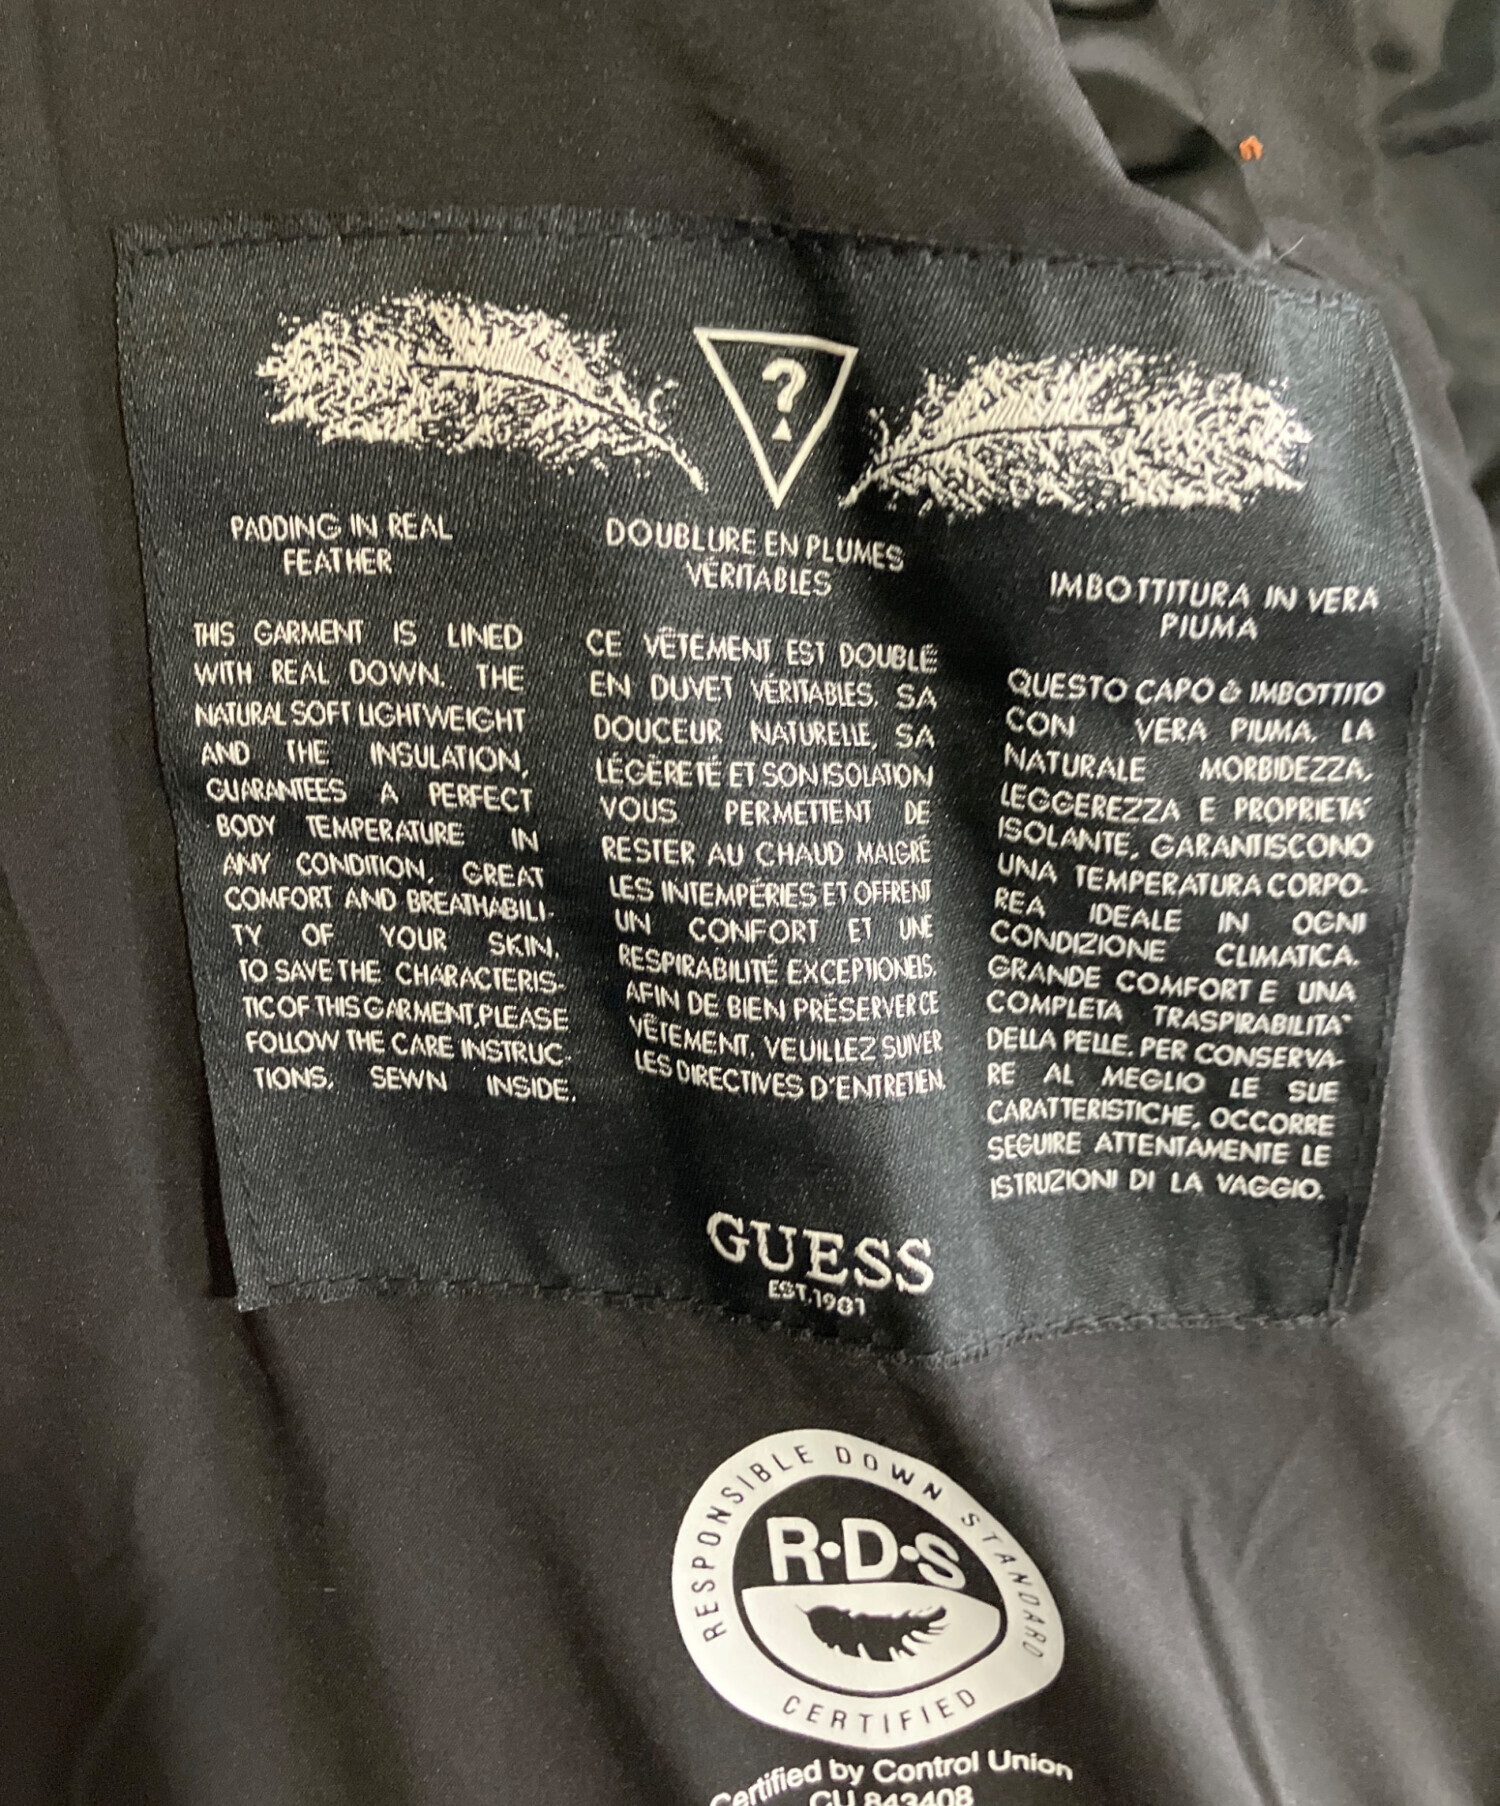 ?
PADDING IN REAL
FEATHER
THIS GARMENT IS LINED
WITH REAL DOWN. THE
NATURAL SOFT LIGHTWEIGHT
AND THE INSULATION,
GUARANTEES A PERFECT
BODY TEMPERATURE IN
ANY CONDITION, GREAT
COMFORT AND BREATHABILI-
TY OF YOUR SKIN.
TO SAVE THE CHARACTERIS-
TIC OF THIS GARMENT,PLEASE
FOLLOW THE CARE INSTRUC-
TIONS, SEWN INSIDE.
DOUBLURE EN PLUMES
VÉRITABLES
CE VÊTEMENT EST DOUBLÉ
EN DUVET VÉRITABLES. SA
DOUCEUR NATURELLE, SA
LÉGÈRETÉ ET SON ISOLATION
VOUS PERMETTENT DE
RESTER AU CHAUD MALGRÉ
LES INTEMPÉRIES ET OFFRENT
UN CONFORT ET UNE
RESPIRABILITÉ EXCEPTIONELS.
AFIN DE BIEN PRÉSERVER CE
VÊTEMENT, VEUILLEZ SUIVER
LES DIRECTIVES D'ENTRETIEN.
IMBOTTITURA IN VERA
PIUMA
QUESTO CAPO è IMBOTTITO
CON VERA PIUMA. LA
NATURALE MORBIDEZZA,
LEGGEREZZA E PROPRIETA'
ISOLANTE, GARANTISCONO
UNA TEMPERATURA CORPO-
REA IDEALE IN OGNI
CONDIZIONE CLIMATICA.
GRANDE COMFORT E UNA
COMPLETA TRASPIRABILITA'
DELLA PELLE. PER CONSERVA-
RE AL MEGLIO LE SUE
CARATTERISTICHE, OCCORRE
SEGUIRE ATTENTAMENTE LE
ISTRUZIONI DI LA VAGGIO.
GUESS
EST.1981
RESPONSIBLE DOWN STANDARD
R·D·S
CERTIFIED
Certified by Control Union
CU 843408